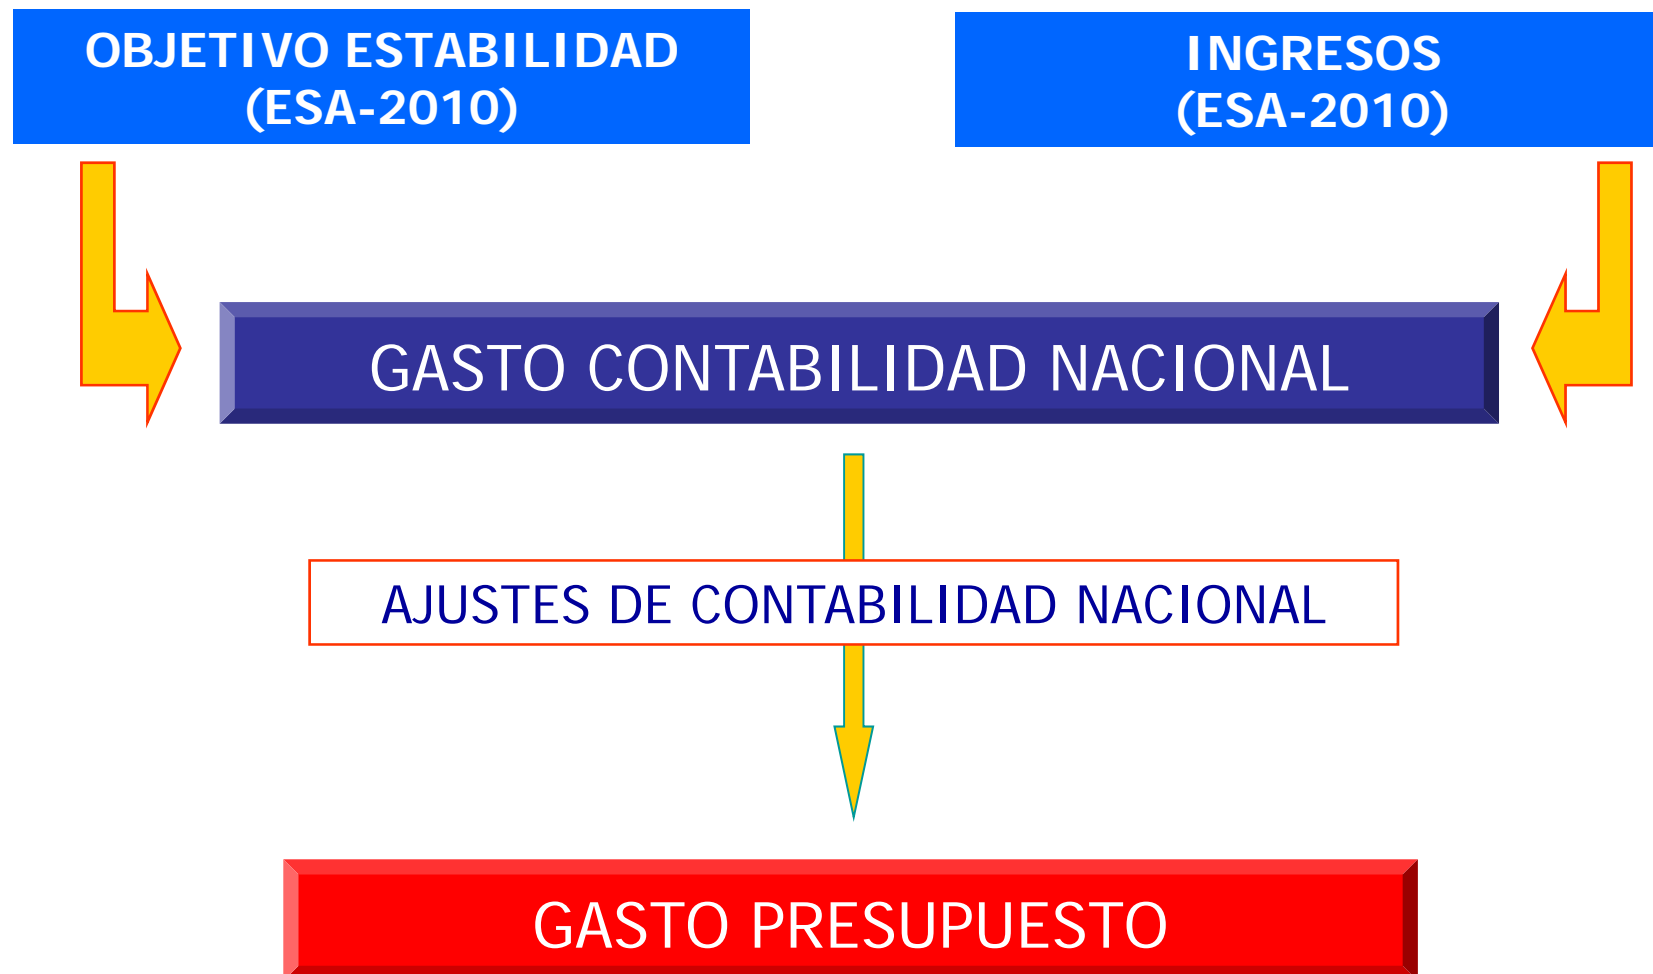 OBJETIVO ESTABILIDAD
(ESA-2010)
INGRESOS
(ESA-2010)
GASTO CONTABILIDAD NACIONAL
AJUSTES DE CONTABILIDAD NACIONAL
GASTO PRESUPUESTO